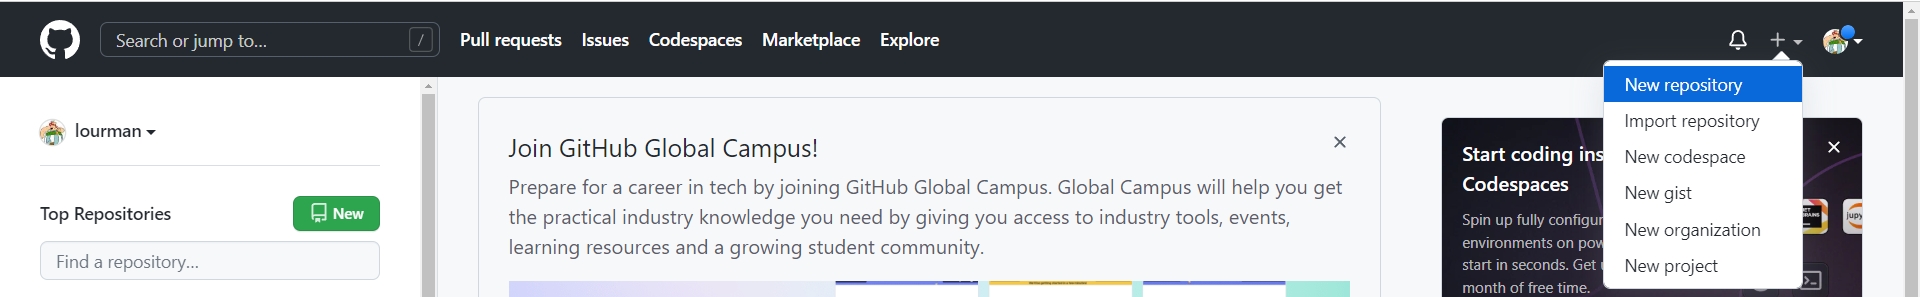 Search or jump to... /
Pull requests Issues Codespaces Marketplace Explore
lourman
Top Repositories
New
Find a repository...
Join GitHub Global Campus!
Prepare for a career in tech by joining GitHub Global Campus. Global Campus will help you get
the practical industry knowledge you need by giving you access to industry tools, events,
learning resources and a growing student community.
Start coding ins
Codespaces
Spin up fully configur
environments on pow
start in seconds. Get
month of free time.
New repository
Import repository
New codespace
New gist
New organization
New project